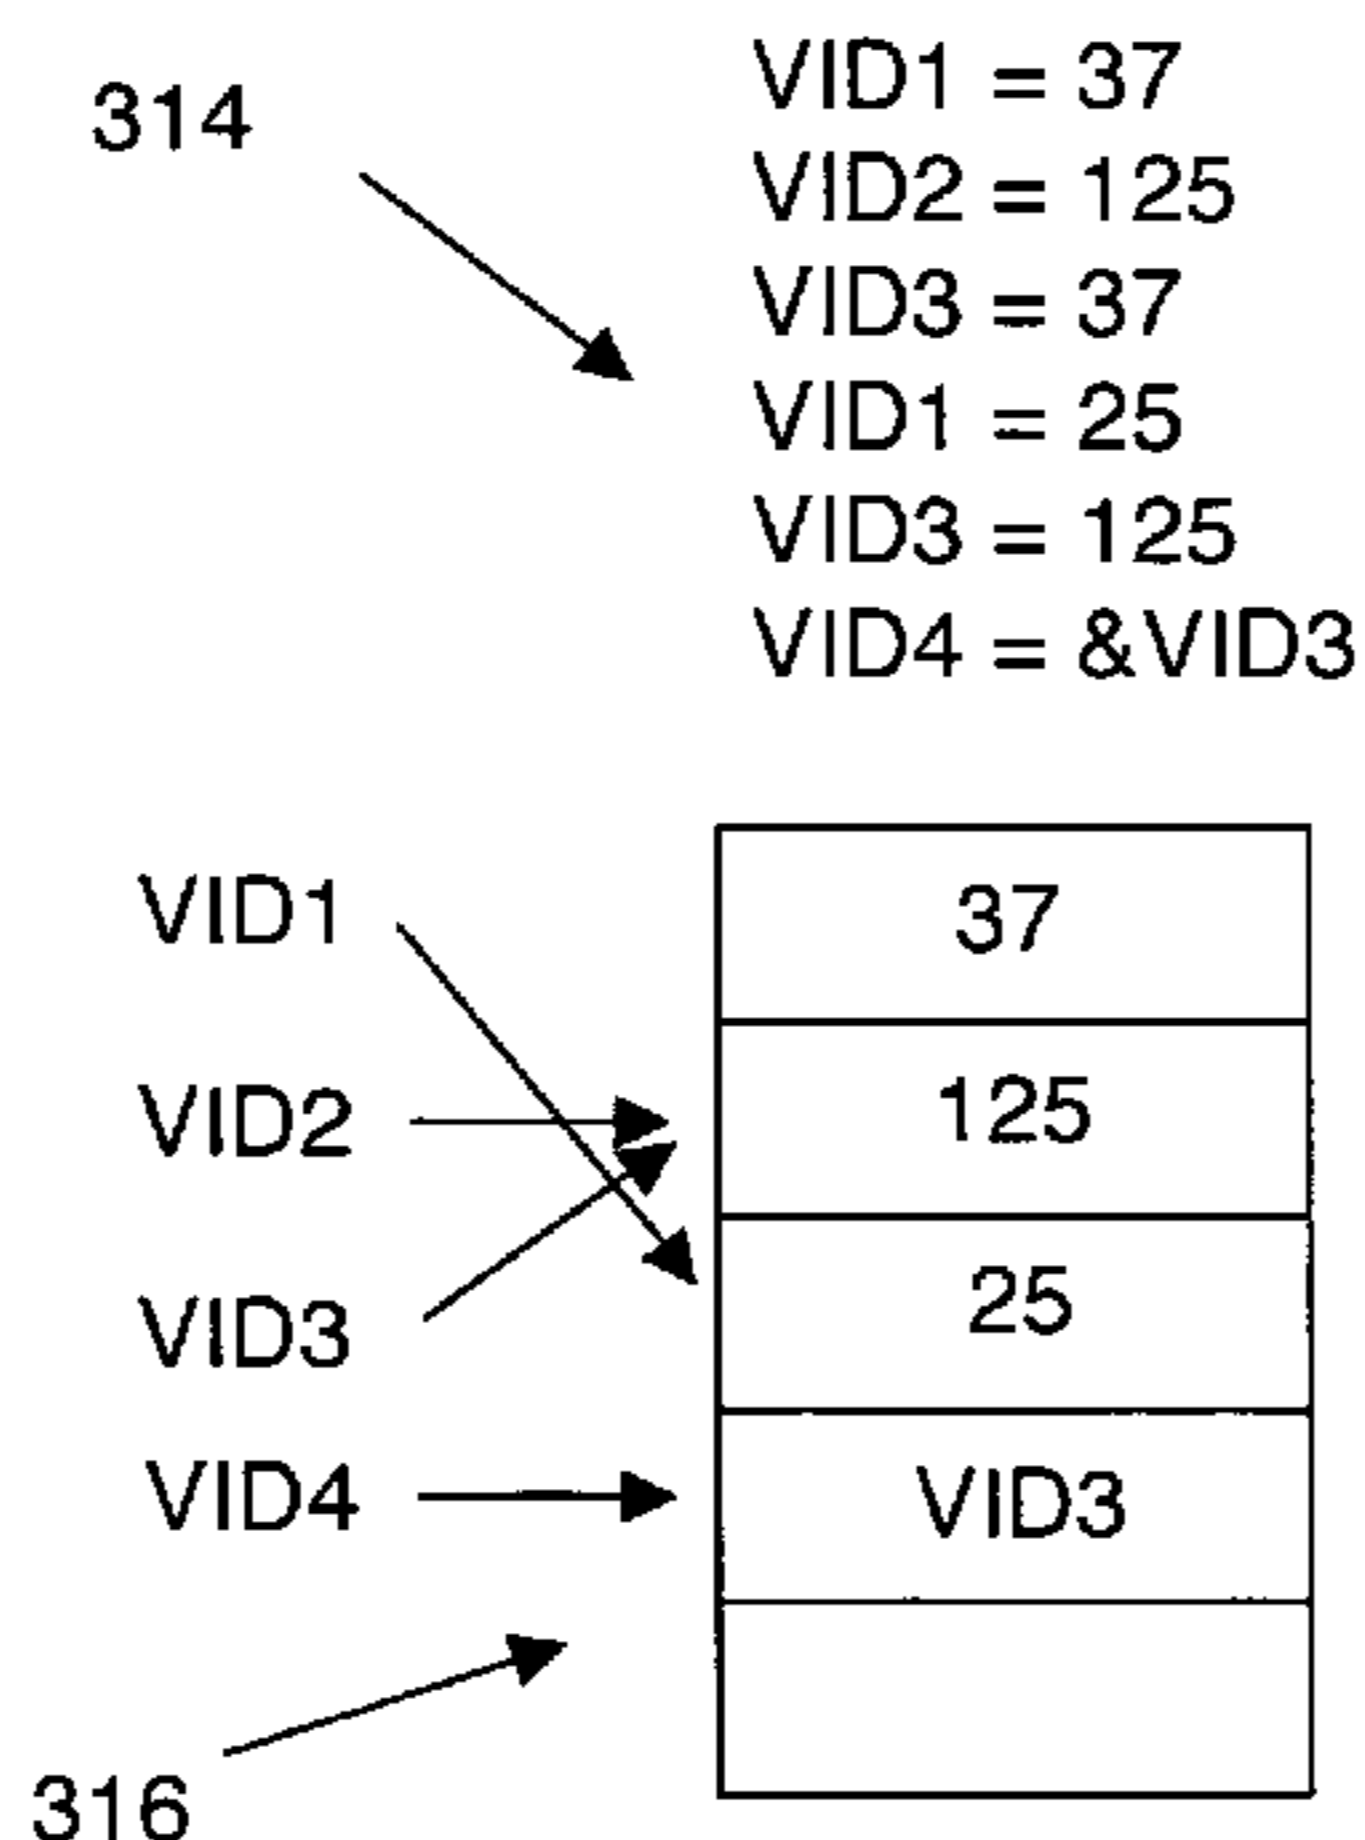 314
VID1 = 37
VID2 = 125
VID3 = 37
VID1 = 25
VID3 = 125
VID4 = &VID3
VID1
37
VID2
125
VID3
25
VID4
VID3
316